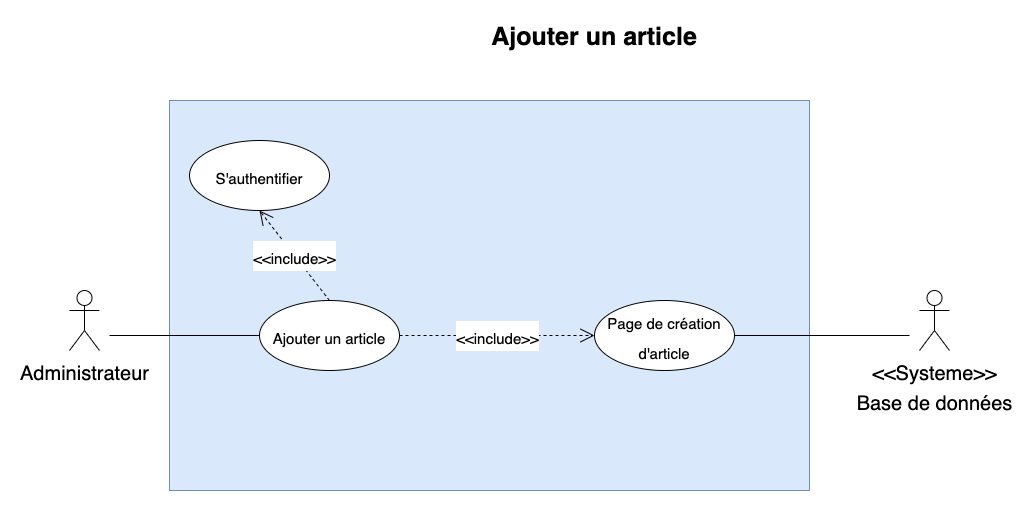 Ajouter un article
S'authentifier
<<include>>
Ajouter un article
<<include>>
Page de création
d'article
Administrateur
<<Systeme>>
Base de données